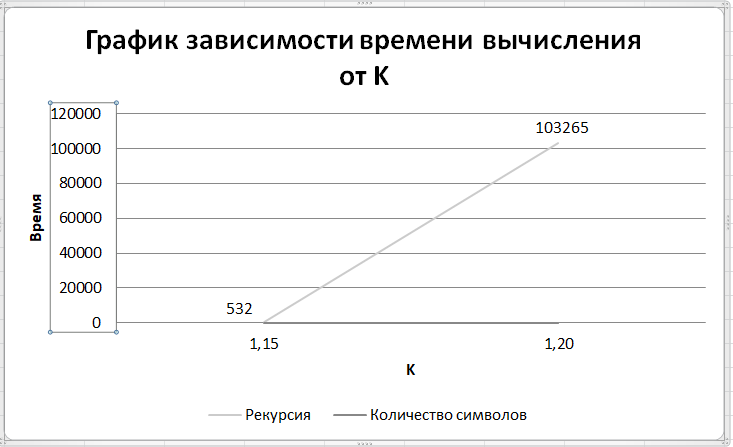 График зависимости времени вычисления
от K
120000
100000
80000
60000
40000
20000
0
Время
103265
532
1,15
1,20
K
Рекурсия
Количество символов